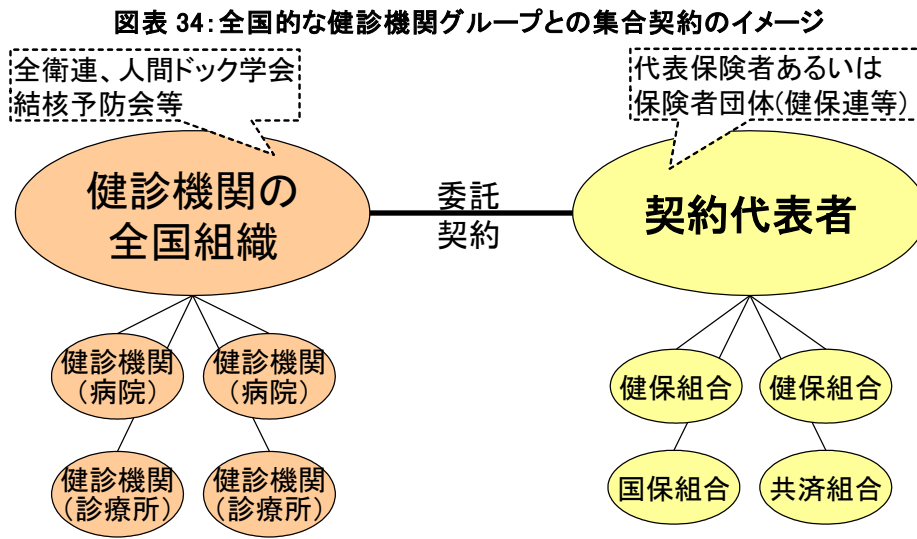 図表 34:全国的な健診機関グループとの集合契約のイメージ
全衛連、人間ドック学会
結核予防会等
代表保険者あるいは
保険者団体(健保連等)
健診機関の
全国組織
委託
契約
契約代表者
健診機関
(病院)
健診機関
(病院)
健保組合
健保組合
健診機関
(診療所)
健診機関
(診療所)
国保組合
共済組合